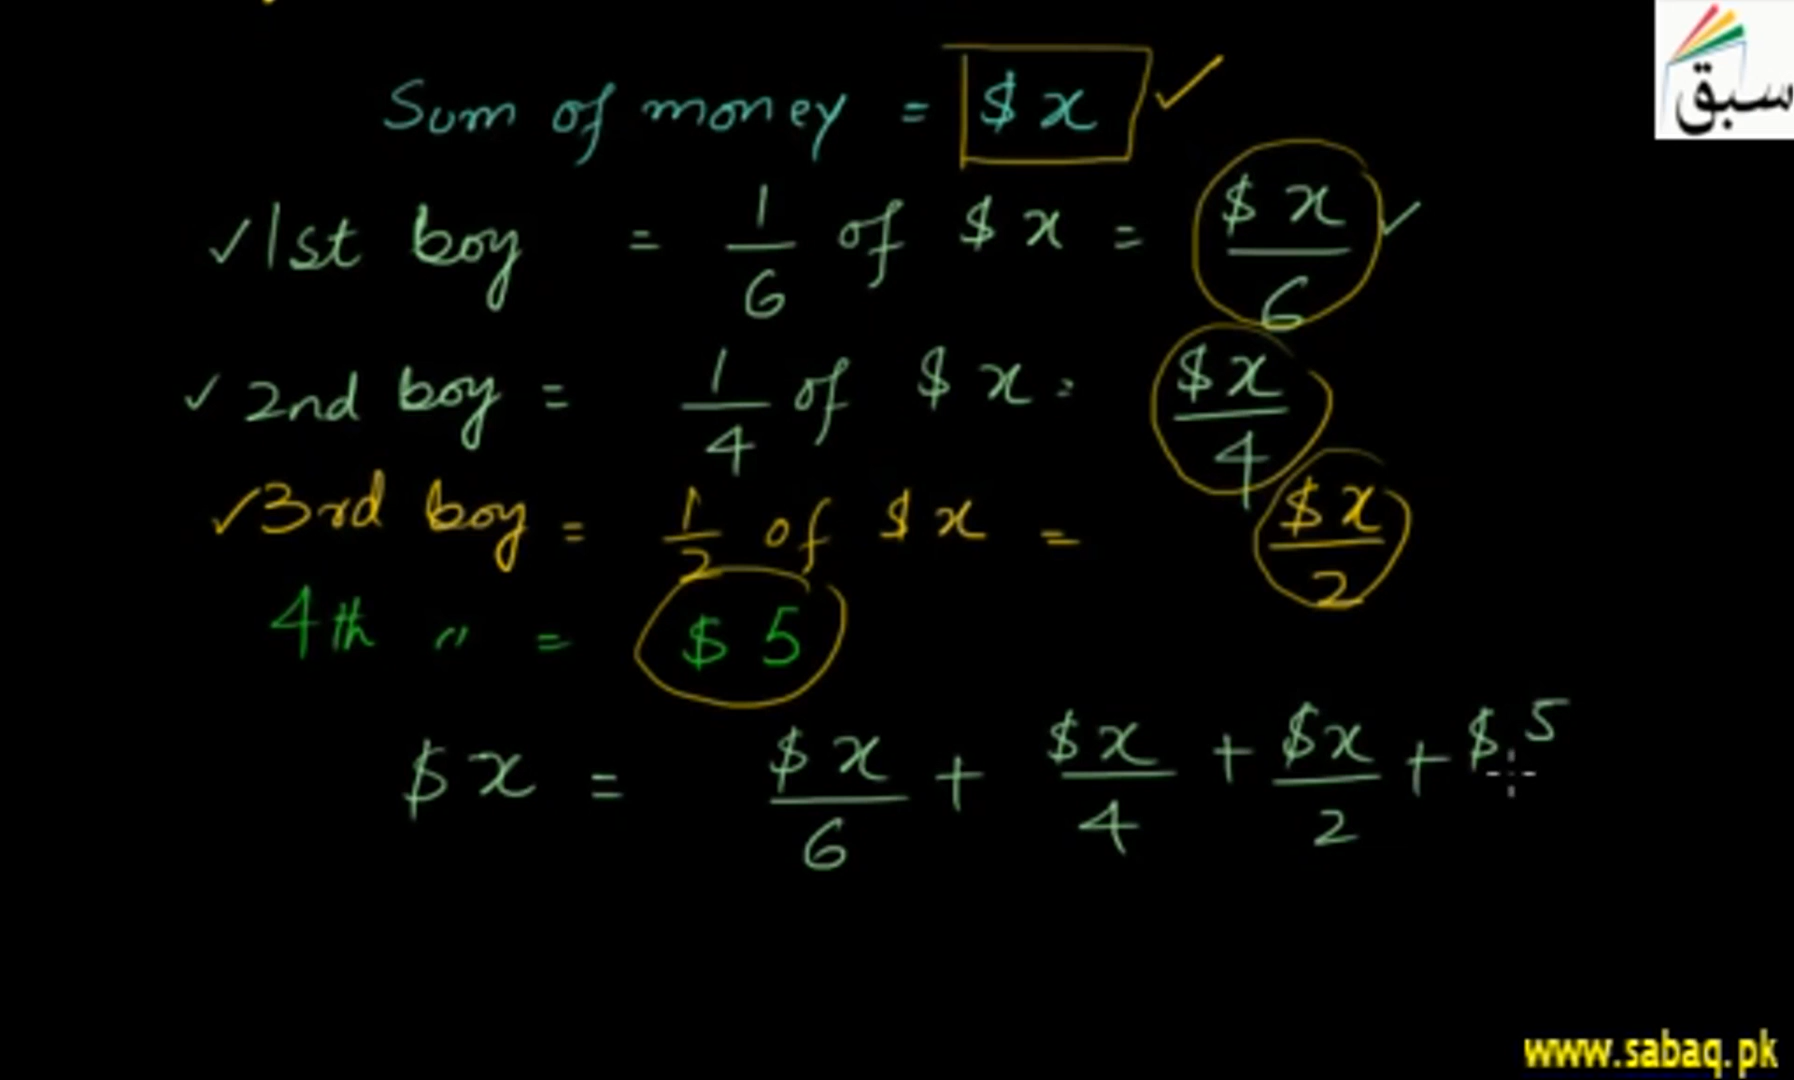 سبق
Sum of money = $ x
✓ 1st boy = 1/6 of $ x = $ x/6 ✓
✓ 2nd boy = 1/4 of $ x = $ x/4
✓ 3rd boy = 1/2 of $ x = $ x/2
4th " = $ 5
$ x = $ x/6 + $ x/4 + $ x/2 + $ 5
www.sabaq.pk